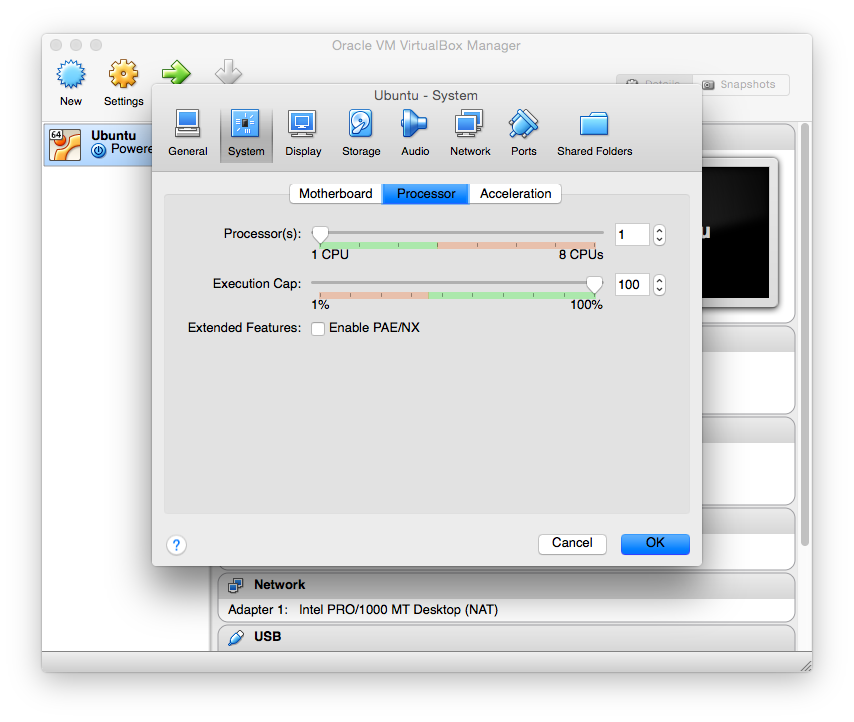 Oracle VM VirtualBox Manager
New
Settings
Details
Snapshots
64
Ubuntu
Powere
Ubuntu - System
General
System
Display
Storage
Audio
Network
Ports
Shared Folders
Motherboard
Processor
Acceleration
Processor(s):
1
1 CPU
8 CPUs
Execution Cap:
100
1%
100%
Extended Features:
Enable PAE/NX
?
Cancel
OK
Network
Adapter 1: Intel PRO/1000 MT Desktop (NAT)
USB